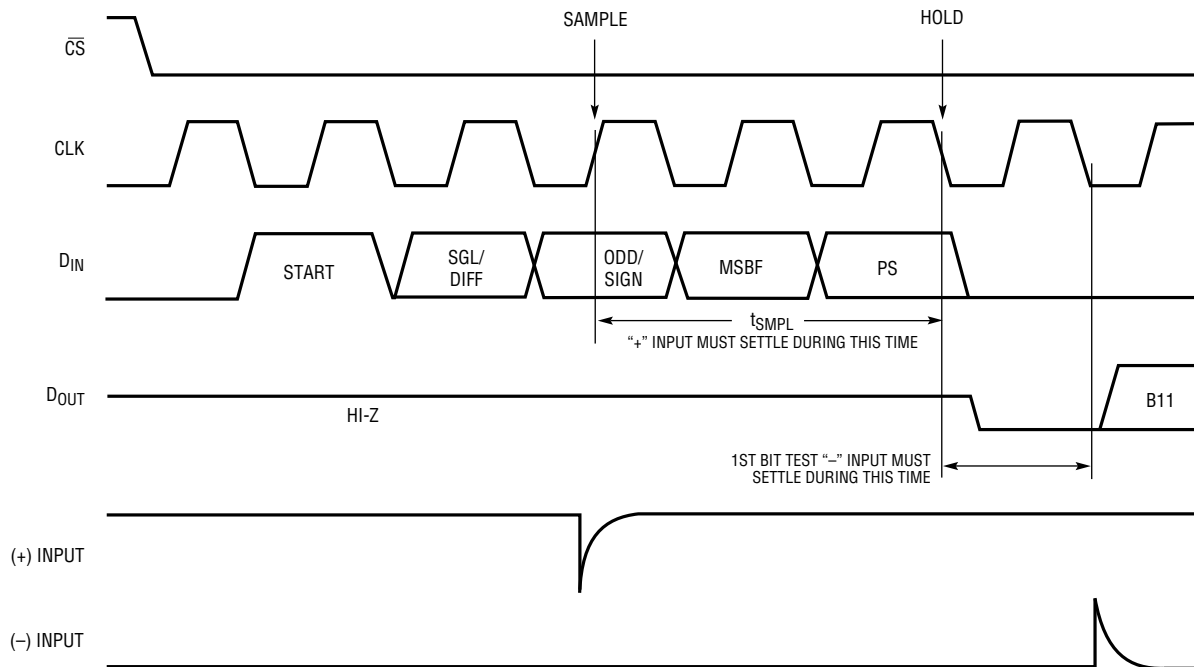 SAMPLE
HOLD
C̅S̅
CLK
DIN
START
SGL/
DIFF
ODD/
SIGN
MSBF
PS
tSMPL
“+” INPUT MUST SETTLE DURING THIS TIME
DOUT
HI-Z
B11
1ST BIT TEST “–” INPUT MUST
SETTLE DURING THIS TIME
(+) INPUT
(–) INPUT